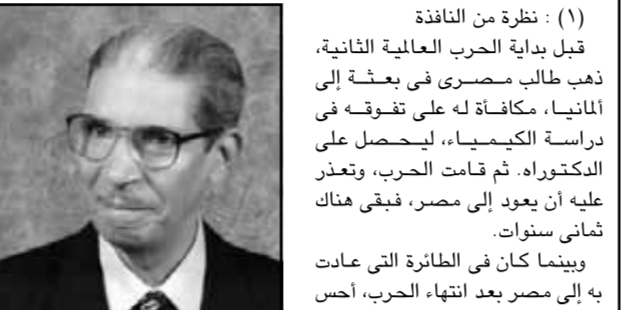 (١) : نظرة من النافذة
قبل بداية الحرب العالمية الثانية،
ذهب طالب مصرى فى بعثة إلى
ألمانيا، مكافأة له على تفوقه فى
دراسة الكيمياء، ليحصل على
الدكتوراه. ثم قامت الحرب، وتعذر
عليه أن يعود إلى مصر، فبقى هناك
ثمانى سنوات.
وبينما كان فى الطائرة التى عادت
به إلى مصر بعد انتهاء الحرب، أحس